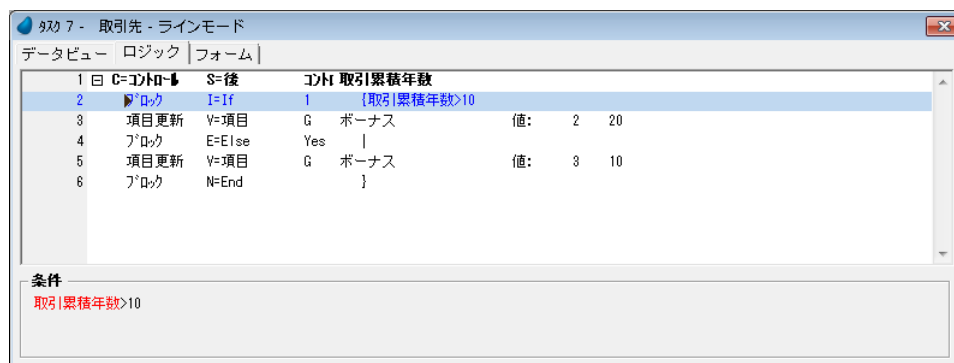 タスク 7 - 取引先 - ラインモード
データビュー ロジック フォーム
1 C=コントロール S=後 コントロ 取引累積年数
2 ブロック I=If 1 {取引累積年数>10
3 項目更新 V=項目 G ボーナス 値: 2 20
4 ブロック E=Else Yes |
5 項目更新 V=項目 G ボーナス 値: 3 10
6 ブロック N=End }
条件
取引累積年数>10